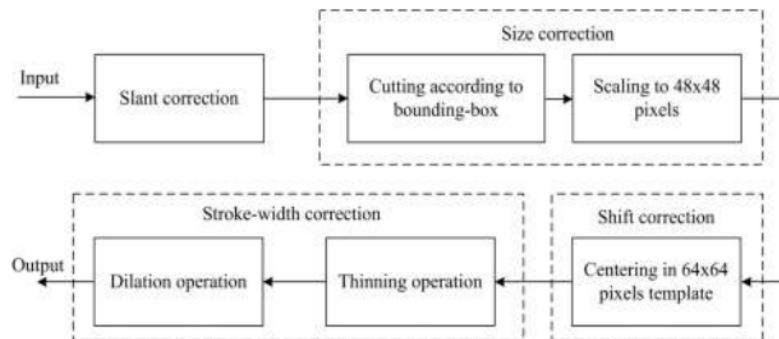 Size correction
Input
Slant correction
Cutting according to
bounding-box
Scaling to 48x48
pixels
Stroke-width correction
Shift correction
Output
Dilation operation
Thinning operation
Centering in 64x64
pixels template